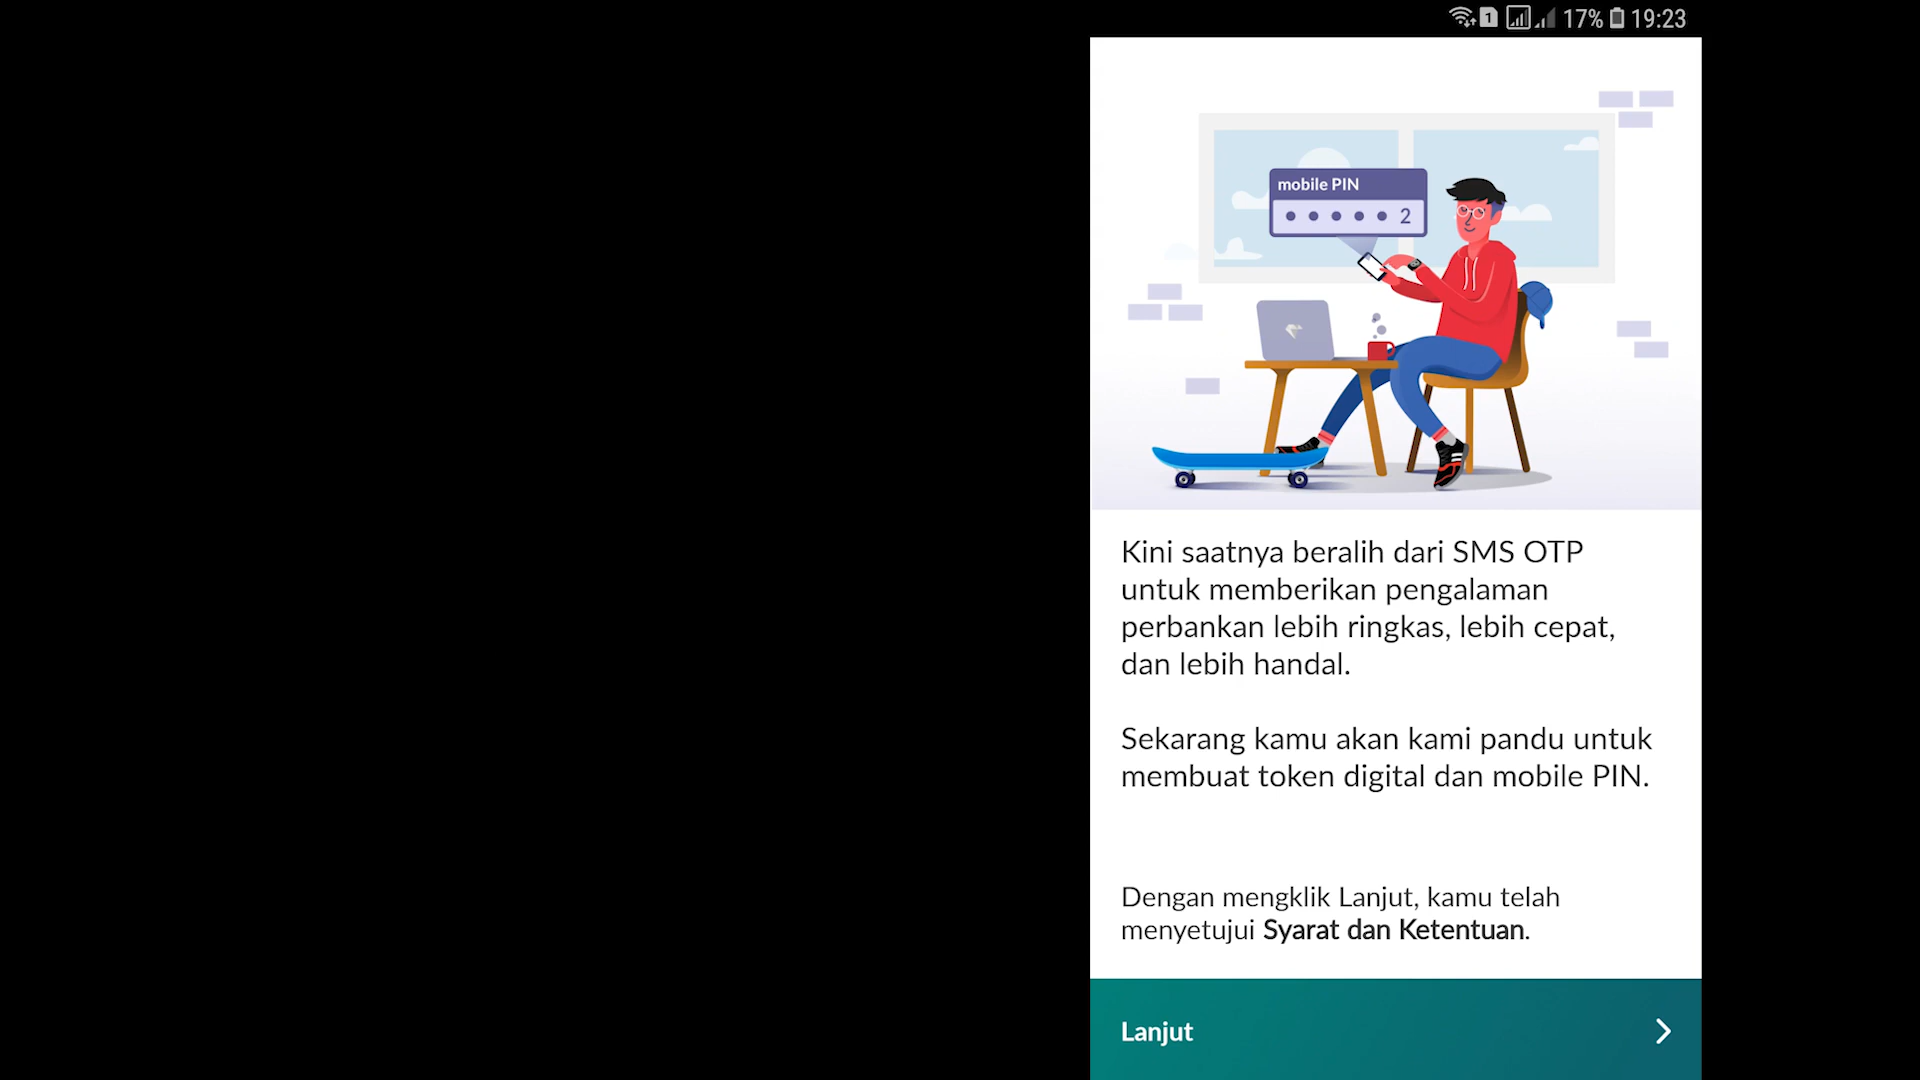 1 17% 19:23
mobile PIN
• • • • • 2
Kini saatnya beralih dari SMS OTP
untuk memberikan pengalaman
perbankan lebih ringkas, lebih cepat,
dan lebih handal.
Sekarang kamu akan kami pandu untuk
membuat token digital dan mobile PIN.
Dengan mengklik Lanjut, kamu telah
menyetujui Syarat dan Ketentuan.
Lanjut